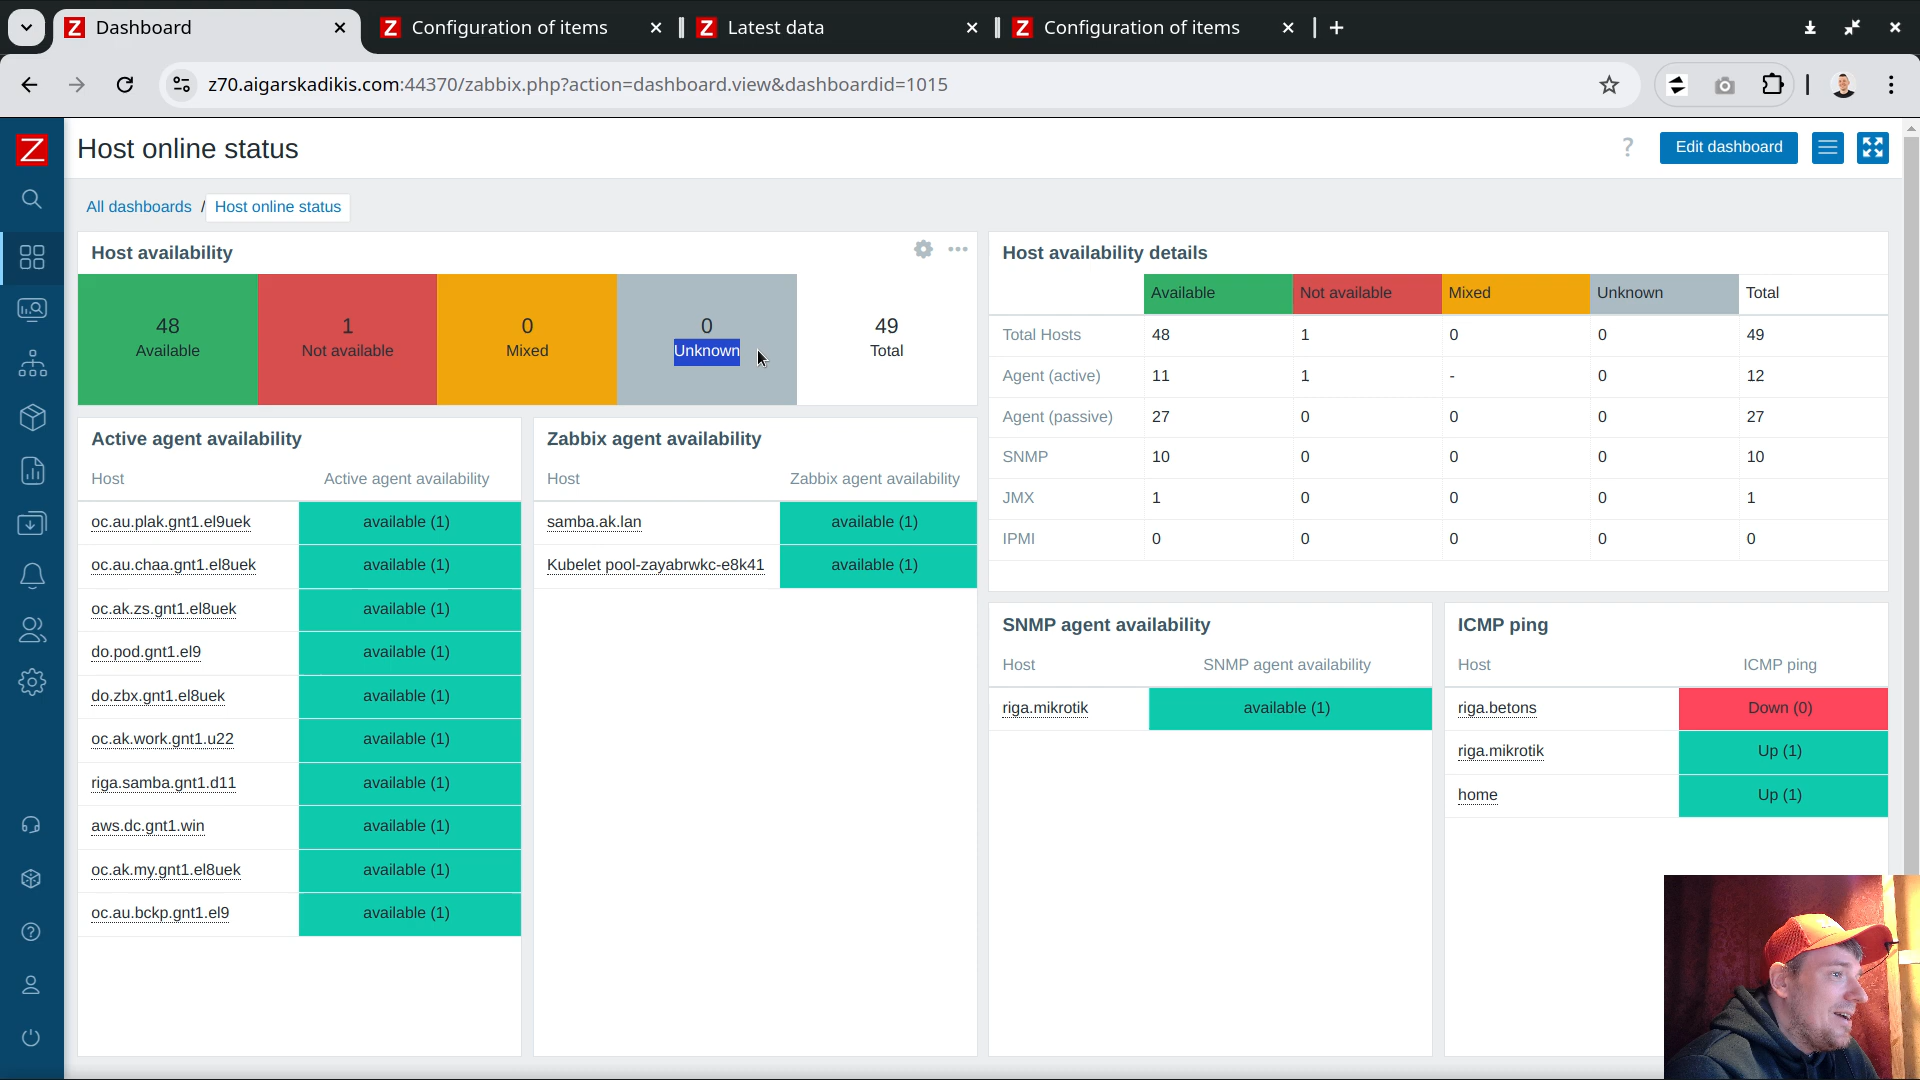 Z Dashboard
Z Configuration of items
Z Latest data
Z Configuration of items
z70.aigarskadikis.com:44370/zabbix.php?action=dashboard.view&dashboardid=1015
Z
Host online status
? Edit dashboard
All dashboards / Host online status
Host availability
48
Available
1
Not available
0
Mixed
0
Unknown
49
Total
Host availability details
Available Not available Mixed Unknown Total
Total Hosts 48 1 0 0 49
Agent (active) 11 1 - 0 12
Agent (passive) 27 0 0 0 27
SNMP 10 0 0 0 10
JMX 1 0 0 0 1
IPMI 0 0 0 0 0
Active agent availability
Host Active agent availability
oc.au.plak.gnt1.el9uek available (1)
oc.au.chaa.gnt1.el8uek available (1)
oc.ak.zs.gnt1.el8uek available (1)
do.pod.gnt1.el9 available (1)
do.zbx.gnt1.el8uek available (1)
oc.ak.work.gnt1.u22 available (1)
riga.samba.gnt1.d11 available (1)
aws.dc.gnt1.win available (1)
oc.ak.my.gnt1.el8uek available (1)
oc.au.bckp.gnt1.el9 available (1)
Zabbix agent availability
Host Zabbix agent availability
samba.ak.lan available (1)
Kubelet pool-zayabrwkc-e8k41 available (1)
SNMP agent availability
Host SNMP agent availability
riga.mikrotik available (1)
ICMP ping
Host ICMP ping
riga.betons Down (0)
riga.mikrotik Up (1)
home Up (1)